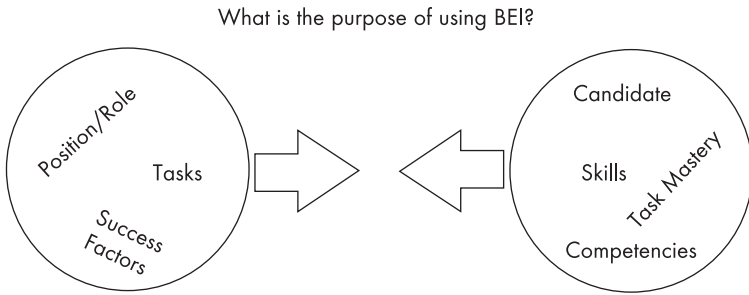 What is the purpose of using BEI?
Position/Role
Tasks
Success
Factors
Candidate
Skills
Task Mastery
Competencies